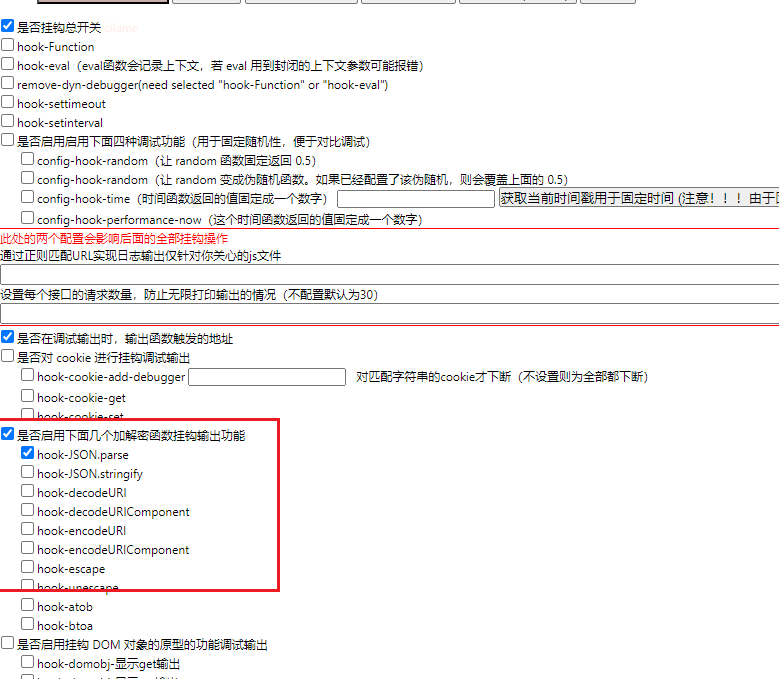 是否挂钩总开关 cilame
hook-Function
hook-eval（eval函数会记录上下文，若 eval 用到封闭的上下文参数可能报错）
remove-dyn-debugger(need selected "hook-Function" or "hook-eval")
hook-settimeout
hook-setinterval
是否启用启用下面四种调试功能（用于固定随机性，便于对比调试）
config-hook-random（让 random 函数固定返回 0.5）
config-hook-random（让 random 变成伪随机函数。如果已经配置了该伪随机，则会覆盖上面的 0.5）
config-hook-time（时间函数返回的值固定成一个数字） 获取当前时间戳用于固定时间 (注意！！！由于
config-hook-performance-now（这个时间函数返回的值固定成一个数字）
此处的两个配置会影响后面的全部挂钩操作
通过正则匹配URL实现日志输出仅针对你关心的js文件
设置每个接口的请求数量，防止无限打印输出的情况（不配置默认为30）
是否在调试输出时，输出函数触发的地址
是否对 cookie 进行挂钩调试输出
hook-cookie-add-debugger 对匹配字符串的cookie才下断（不设置则为全部都下断）
hook-cookie-get
hook-cookie-set
是否启用下面几个加解密函数挂钩输出功能
hook-JSON.parse
hook-JSON.stringify
hook-decodeURI
hook-decodeURIComponent
hook-encodeURI
hook-encodeURIComponent
hook-escape
hook-unescape
hook-atob
hook-btoa
是否启用挂钩 DOM 对象的原型的功能调试输出
hook-domobj-显示get输出